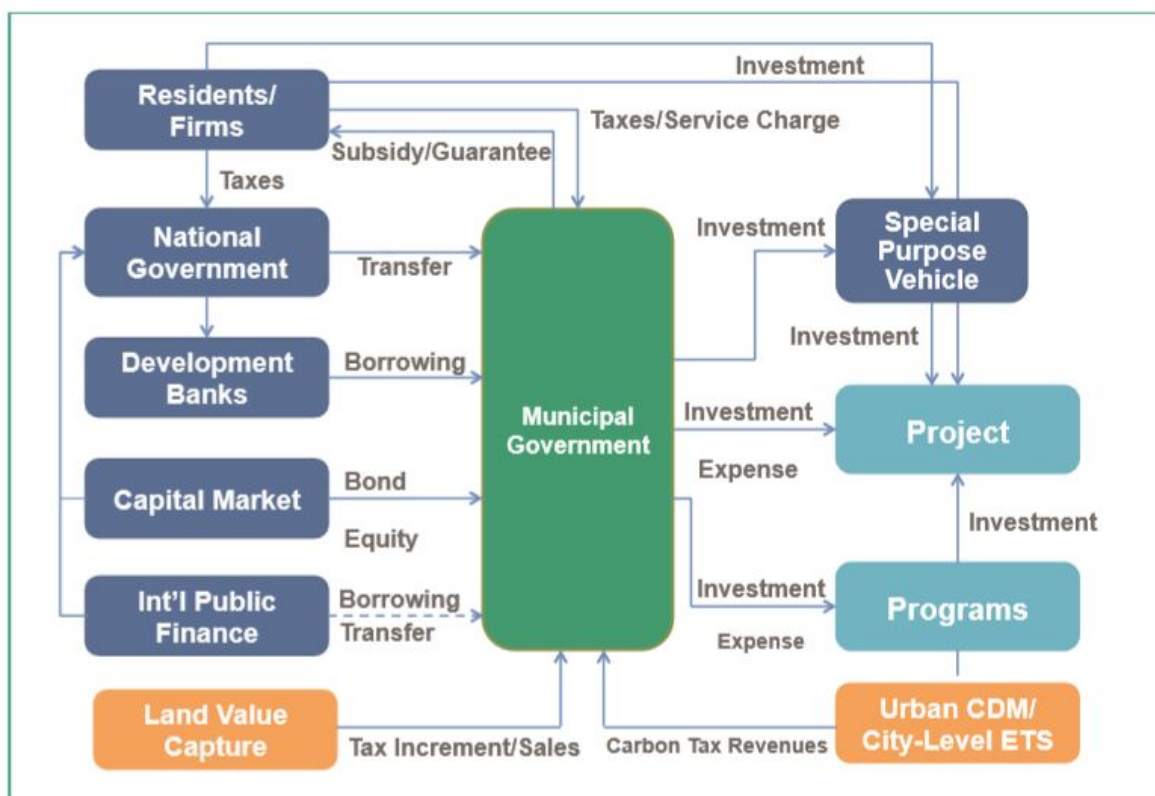 Residents/
Firms
Investment
Taxes/Service Charge
Subsidy/Guarantee
Taxes
National
Government
Transfer
Investment
Special
Purpose
Vehicle
Investment
Development
Banks
Borrowing
Municipal
Government
Investment
Expense
Project
Capital Market
Bond
Equity
Investment
Int'l Public
Finance
Borrowing
Transfer
Investment
Expense
Programs
Land Value
Capture
Tax Increment/Sales
Carbon Tax Revenues
Urban CDM/
City-Level ETS